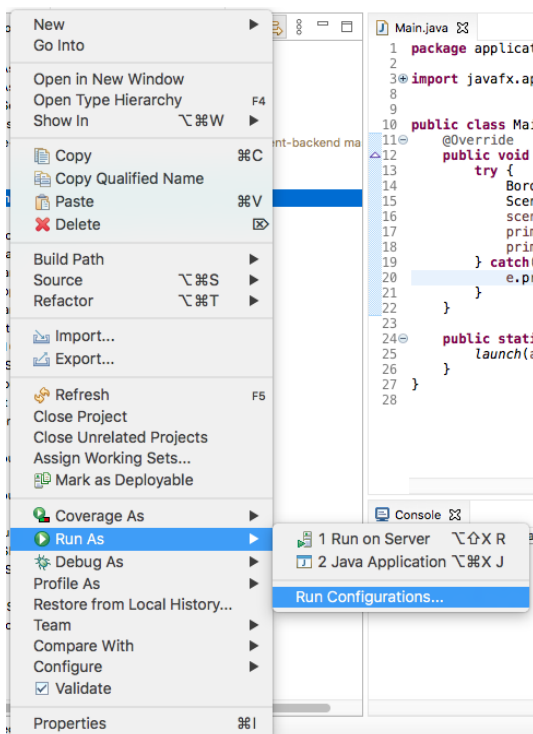 New
Go Into
Open in New Window
Open Type Hierarchy F4
Show In ⌥⌘W
Copy ⌘C
Copy Qualified Name
Paste ⌘V
Delete ⌦
Build Path
Source ⌥⌘S
Refactor ⌥⌘T
Import...
Export...
Refresh F5
Close Project
Close Unrelated Projects
Assign Working Sets...
Mark as Deployable
Coverage As
Run As
Debug As
Profile As
Restore from Local History...
Team
Compare With
Configure
Validate
Properties ⌘I
1 Run on Server ⌥⇧X R
2 Java Application ⌥⌘X J
Run Configurations...
ent-backend ma
Main.java
1 package applicat
2
3 import javafx.ap
8
9
10 public class Mai
11 @Override
12 public void
13 try {
14 Bord
15 Scen
16 scen
17 prim
18 prim
19 } catch(
20 e.pr
21 }
22 }
23
24 public stati
25 launch(a
26 }
27 }
28
Console